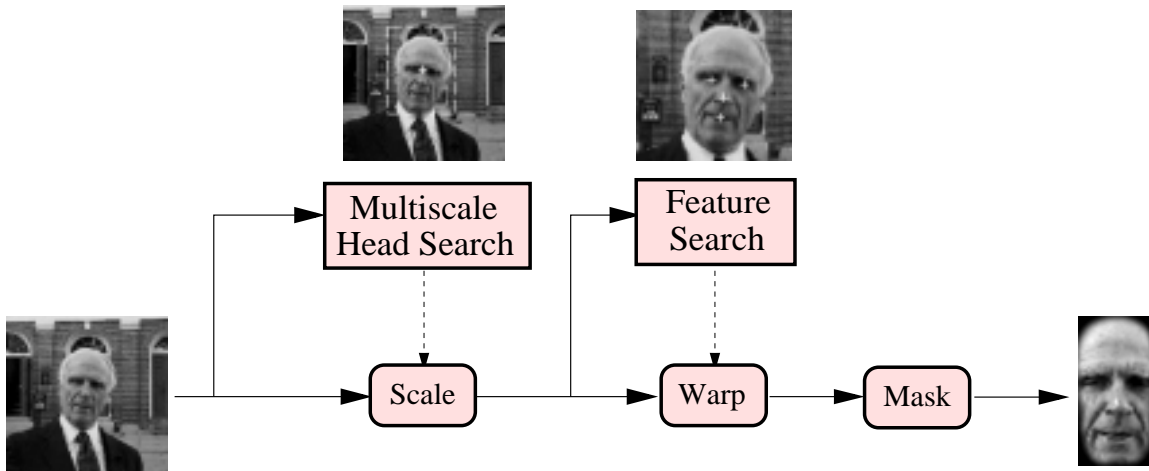 Multiscale
Head Search
Feature
Search
Scale
Warp
Mask